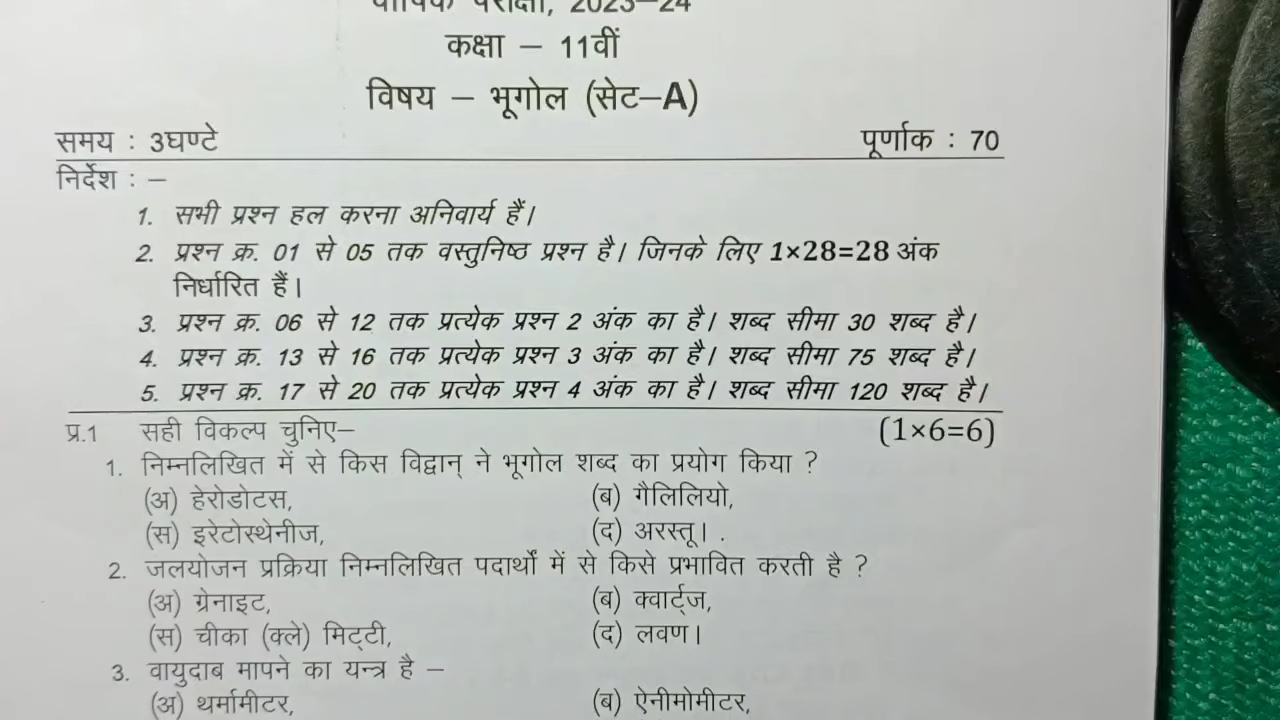 वार्षिक परीक्षा, 2023–24
कक्षा – 11वीं
विषय – भूगोल (सेट–A)
समय : 3घण्टे पूर्णाक : 70
निर्देश : –
1. सभी प्रश्न हल करना अनिवार्य हैं।
2. प्रश्न क्र. 01 से 05 तक वस्तुनिष्ठ प्रश्न है। जिनके लिए 1×28=28 अंक
निर्धारित हैं।
3. प्रश्न क्र. 06 से 12 तक प्रत्येक प्रश्न 2 अंक का है। शब्द सीमा 30 शब्द है।
4. प्रश्न क्र. 13 से 16 तक प्रत्येक प्रश्न 3 अंक का है। शब्द सीमा 75 शब्द है।
5. प्रश्न क्र. 17 से 20 तक प्रत्येक प्रश्न 4 अंक का है। शब्द सीमा 120 शब्द है।
प्र.1 सही विकल्प चुनिए– (1×6=6)
1. निम्नलिखित में से किस विद्वान् ने भूगोल शब्द का प्रयोग किया ?
(अ) हेरोडोटस, (ब) गैलिलियो,
(स) इरेटोस्थेनीज, (द) अरस्तू। .
2. जलयोजन प्रक्रिया निम्नलिखित पदार्थों में से किसे प्रभावित करती है ?
(अ) ग्रेनाइट, (ब) क्वार्ट्ज,
(स) चीका (क्ले) मिट्टी, (द) लवण।
3. वायुदाब मापने का यन्त्र है –
(अ) थर्मामीटर, (ब) ऐनीमोमीटर,